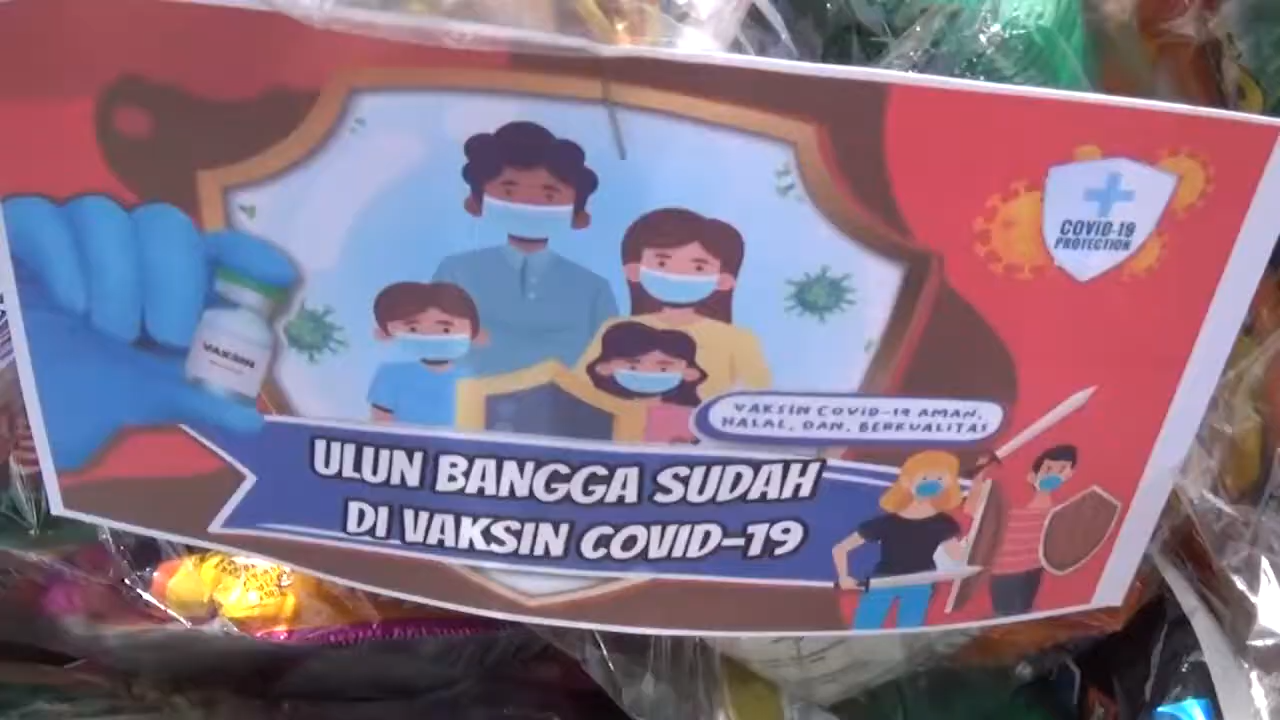 COVID-19
PROTECTION
VAKSIN
VAKSIN COVID-19 AMAN,
HALAL, DAN, BERKUALITAS
ULUN BANGGA SUDAH
DI VAKSIN COVID-19